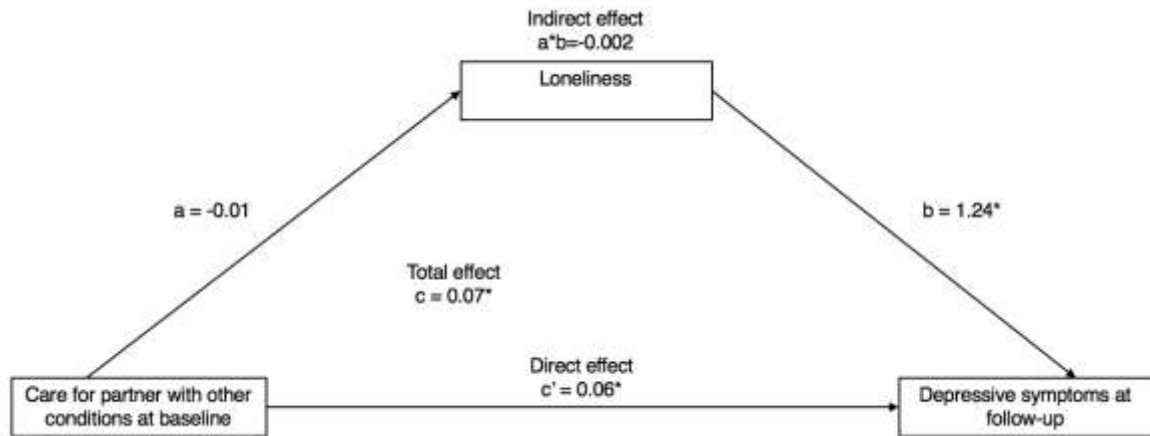 Indirect effect
a*b=-0.002
Loneliness
a = -0.01
b = 1.24*
Total effect
c = 0.07*
Direct effect
c' = 0.06*
Care for partner with other
conditions at baseline
Depressive symptoms at
follow-up